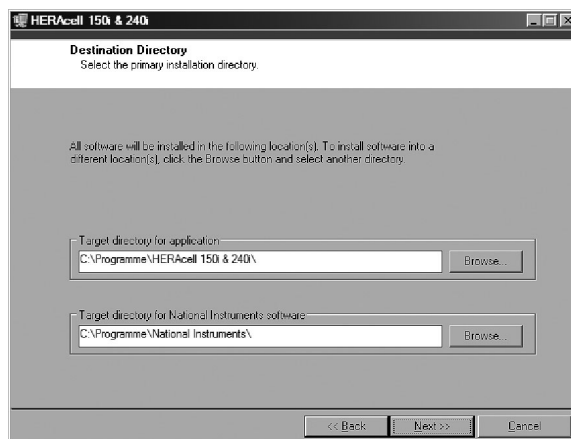 HERAcell 150i & 240i
Destination Directory
Select the primary installation directory.
All software will be installed in the following location(s). To install software into a
different location(s), click the Browse button and select another directory.
Target directory for application
C:\Programme\HERAcell 150i & 240i\
Browse...
Target directory for National Instruments software
C:\Programme\National Instruments\
Browse...
<< Back
Next >>
Cancel